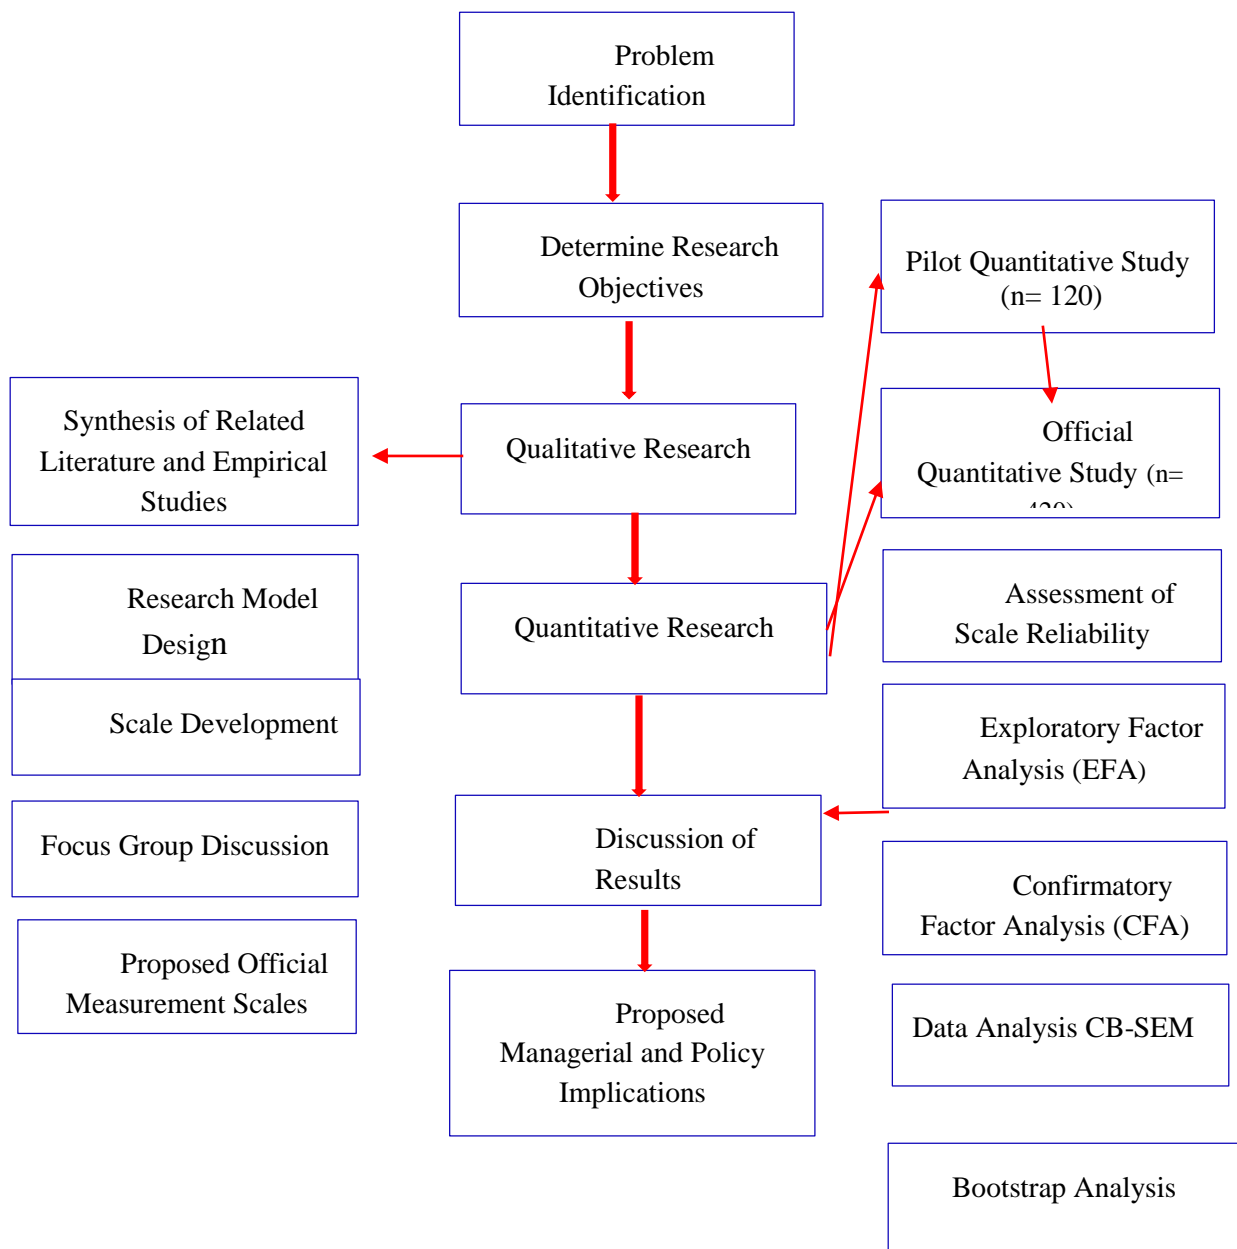 Problem
Identification
Determine Research
Objectives
Qualitative Research
Quantitative Research
Discussion of
Results
Proposed
Managerial and Policy
Implications
Synthesis of Related
Literature and Empirical
Studies
Research Model
Design
Scale Development
Focus Group Discussion
Proposed Official
Measurement Scales
Pilot Quantitative Study
(n= 120)
Official
Quantitative Study (n=
Assessment of
Scale Reliability
Exploratory Factor
Analysis (EFA)
Confirmatory
Factor Analysis (CFA)
Data Analysis CB-SEM
Bootstrap Analysis